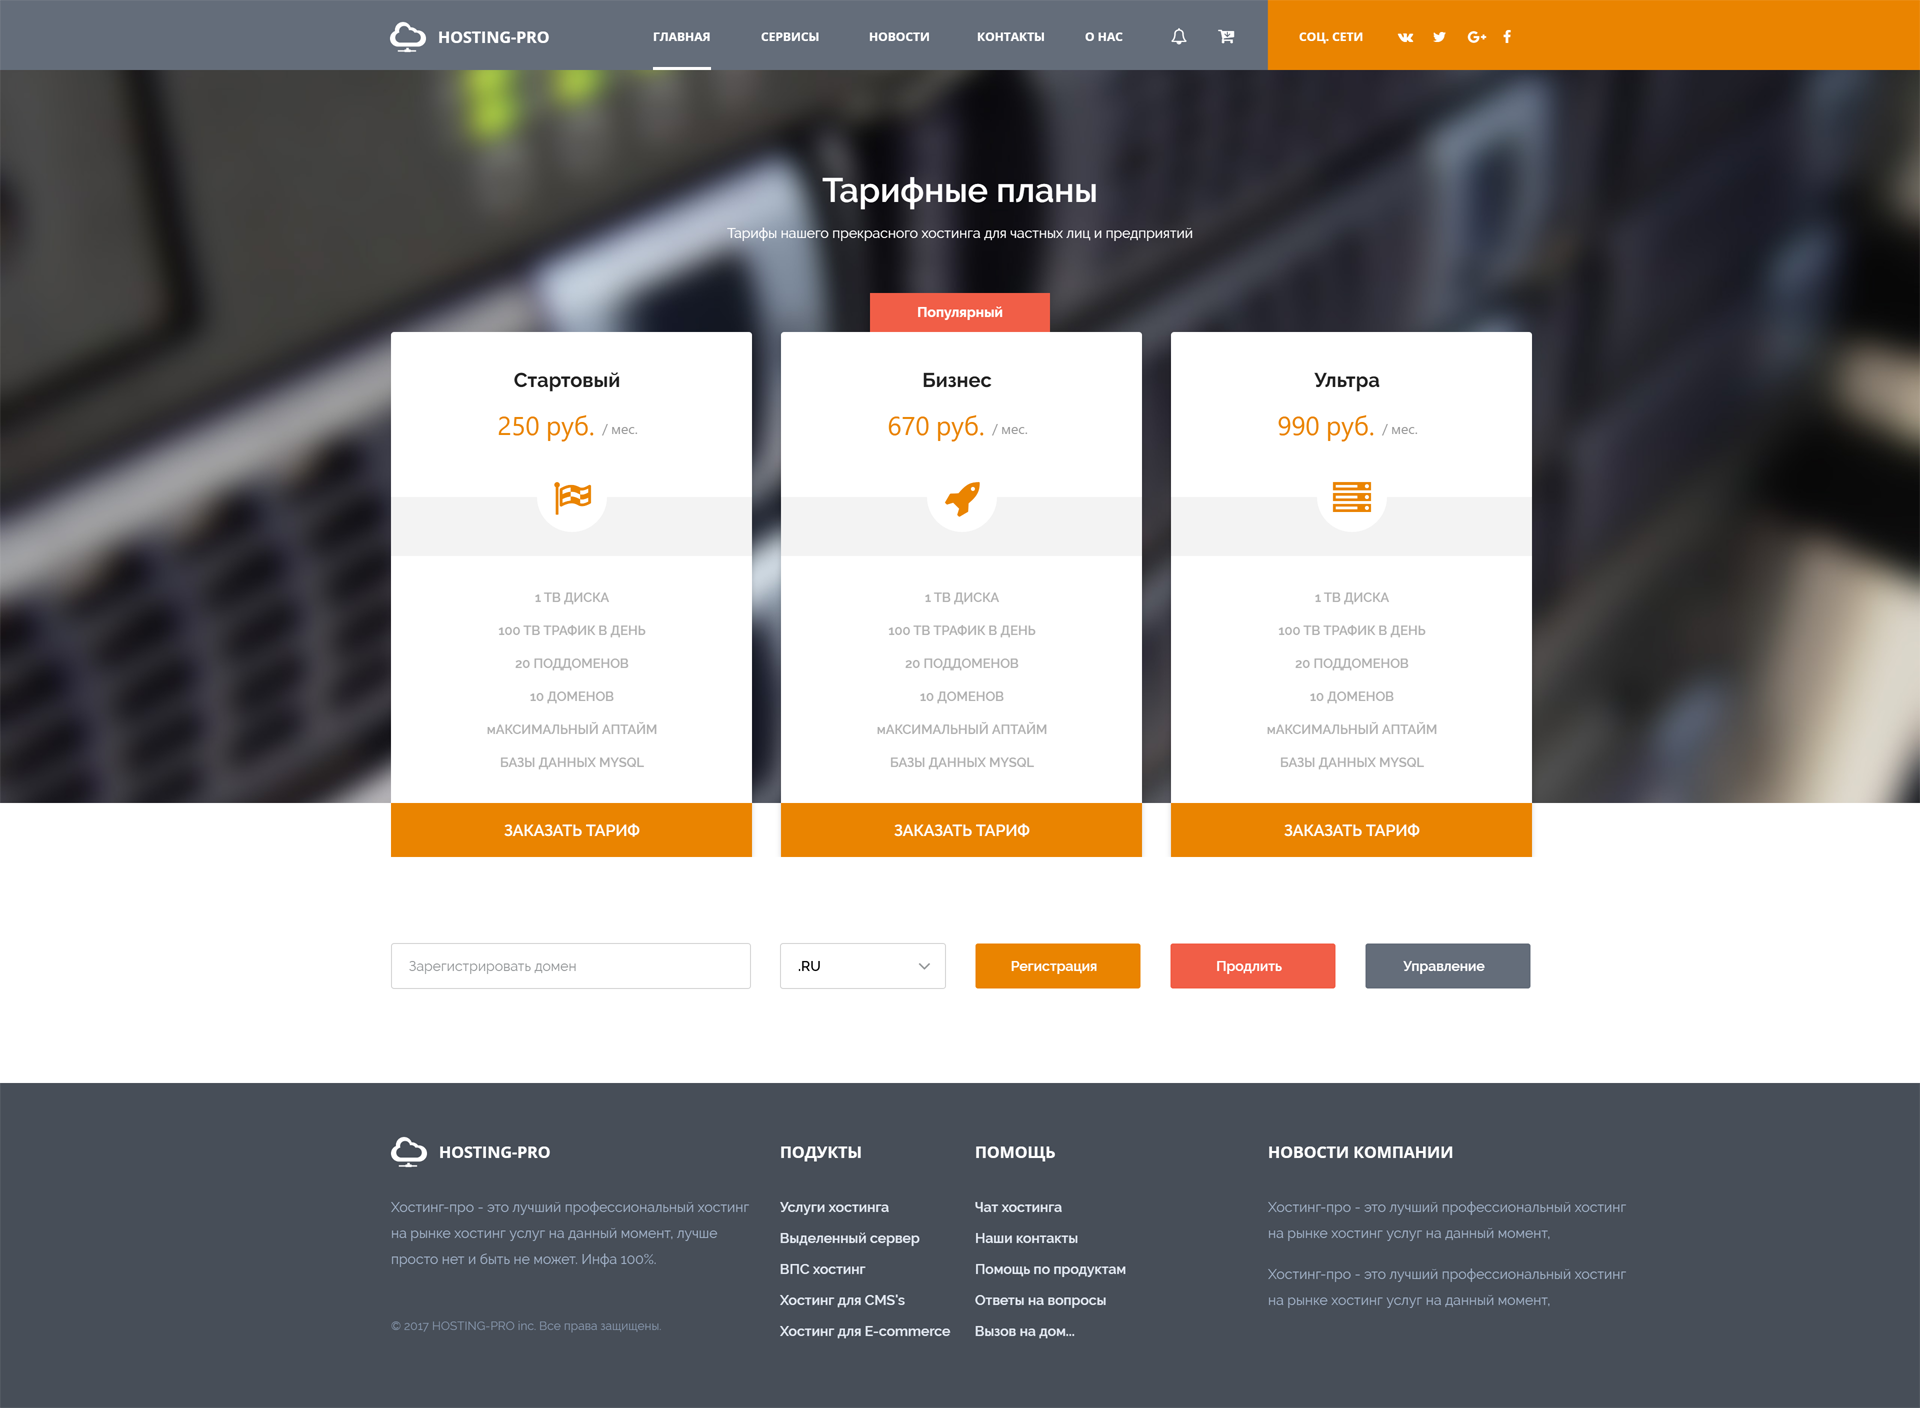 HOSTING-PRO
ГЛАВНАЯ
СЕРВИСЫ
НОВОСТИ
КОНТАКТЫ
О НАС
СОЦ. СЕТИ
Тарифные планы
Тарифы нашего прекрасного хостинга для частных лиц и предприятий
Популярный
Стартовый
250 руб. / мес.
1 ТВ ДИСКА
100 ТВ ТРАФИК В ДЕНЬ
20 ПОДДОМЕНОВ
10 ДОМЕНОВ
мАКСИМАЛЬНЫЙ АПТАЙМ
БАЗЫ ДАННЫХ MYSQL
ЗАКАЗАТЬ ТАРИФ
Бизнес
670 руб. / мес.
1 ТВ ДИСКА
100 ТВ ТРАФИК В ДЕНЬ
20 ПОДДОМЕНОВ
10 ДОМЕНОВ
мАКСИМАЛЬНЫЙ АПТАЙМ
БАЗЫ ДАННЫХ MYSQL
ЗАКАЗАТЬ ТАРИФ
Ультра
990 руб. / мес.
1 ТВ ДИСКА
100 ТВ ТРАФИК В ДЕНЬ
20 ПОДДОМЕНОВ
10 ДОМЕНОВ
мАКСИМАЛЬНЫЙ АПТАЙМ
БАЗЫ ДАННЫХ MYSQL
ЗАКАЗАТЬ ТАРИФ
Зарегистрировать домен
.RU
Регистрация
Продлить
Управление
HOSTING-PRO
Хостинг-про - это лучший профессиональный хостинг
на рынке хостинг услуг на данный момент, лучше
просто нет и быть не может. Инфа 100%.
© 2017 HOSTING-PRO inc. Все права защищены.
ПОДУКТЫ
Услуги хостинга
Выделенный сервер
ВПС хостинг
Хостинг для CMS's
Хостинг для E-commerce
ПОМОЩЬ
Чат хостинга
Наши контакты
Помощь по продуктам
Ответы на вопросы
Вызов на дом...
НОВОСТИ КОМПАНИИ
Хостинг-про - это лучший профессиональный хостинг
на рынке хостинг услуг на данный момент,
Хостинг-про - это лучший профессиональный хостинг
на рынке хостинг услуг на данный момент,